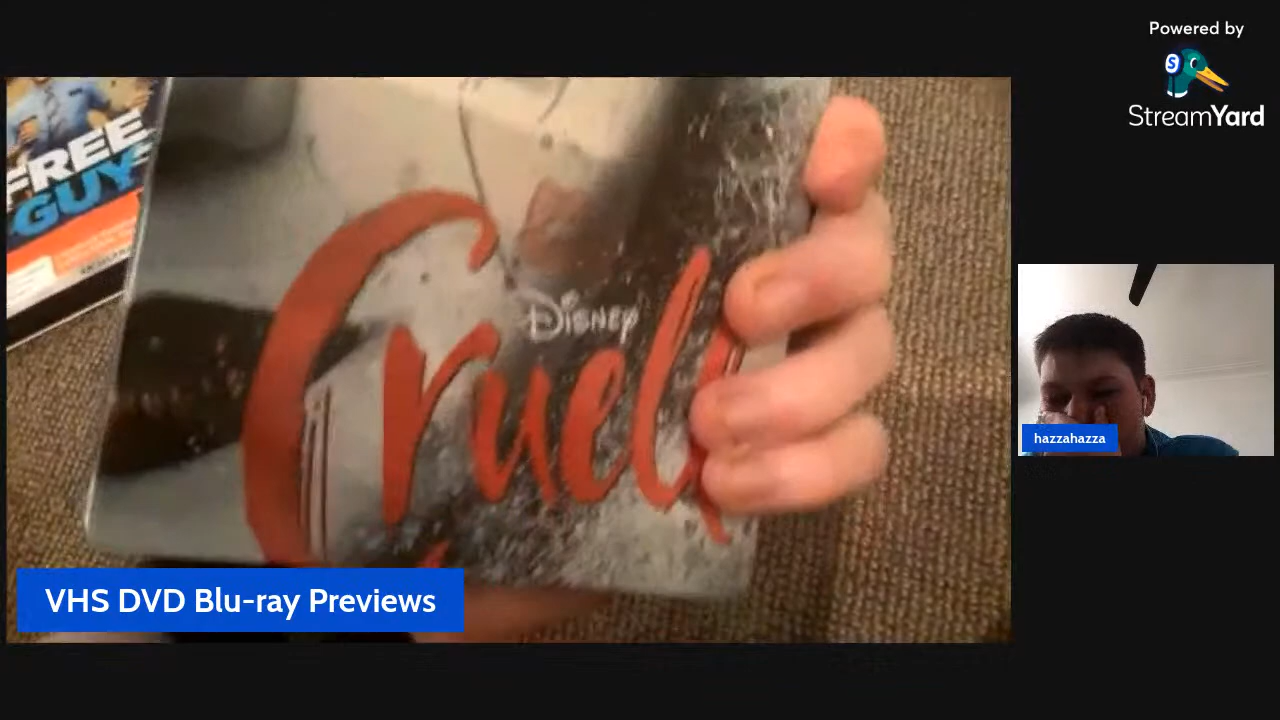 Powered by
StreamYard
FREE
GUY
Disney
Cruel
hazzahazza
VHS DVD Blu-ray Previews